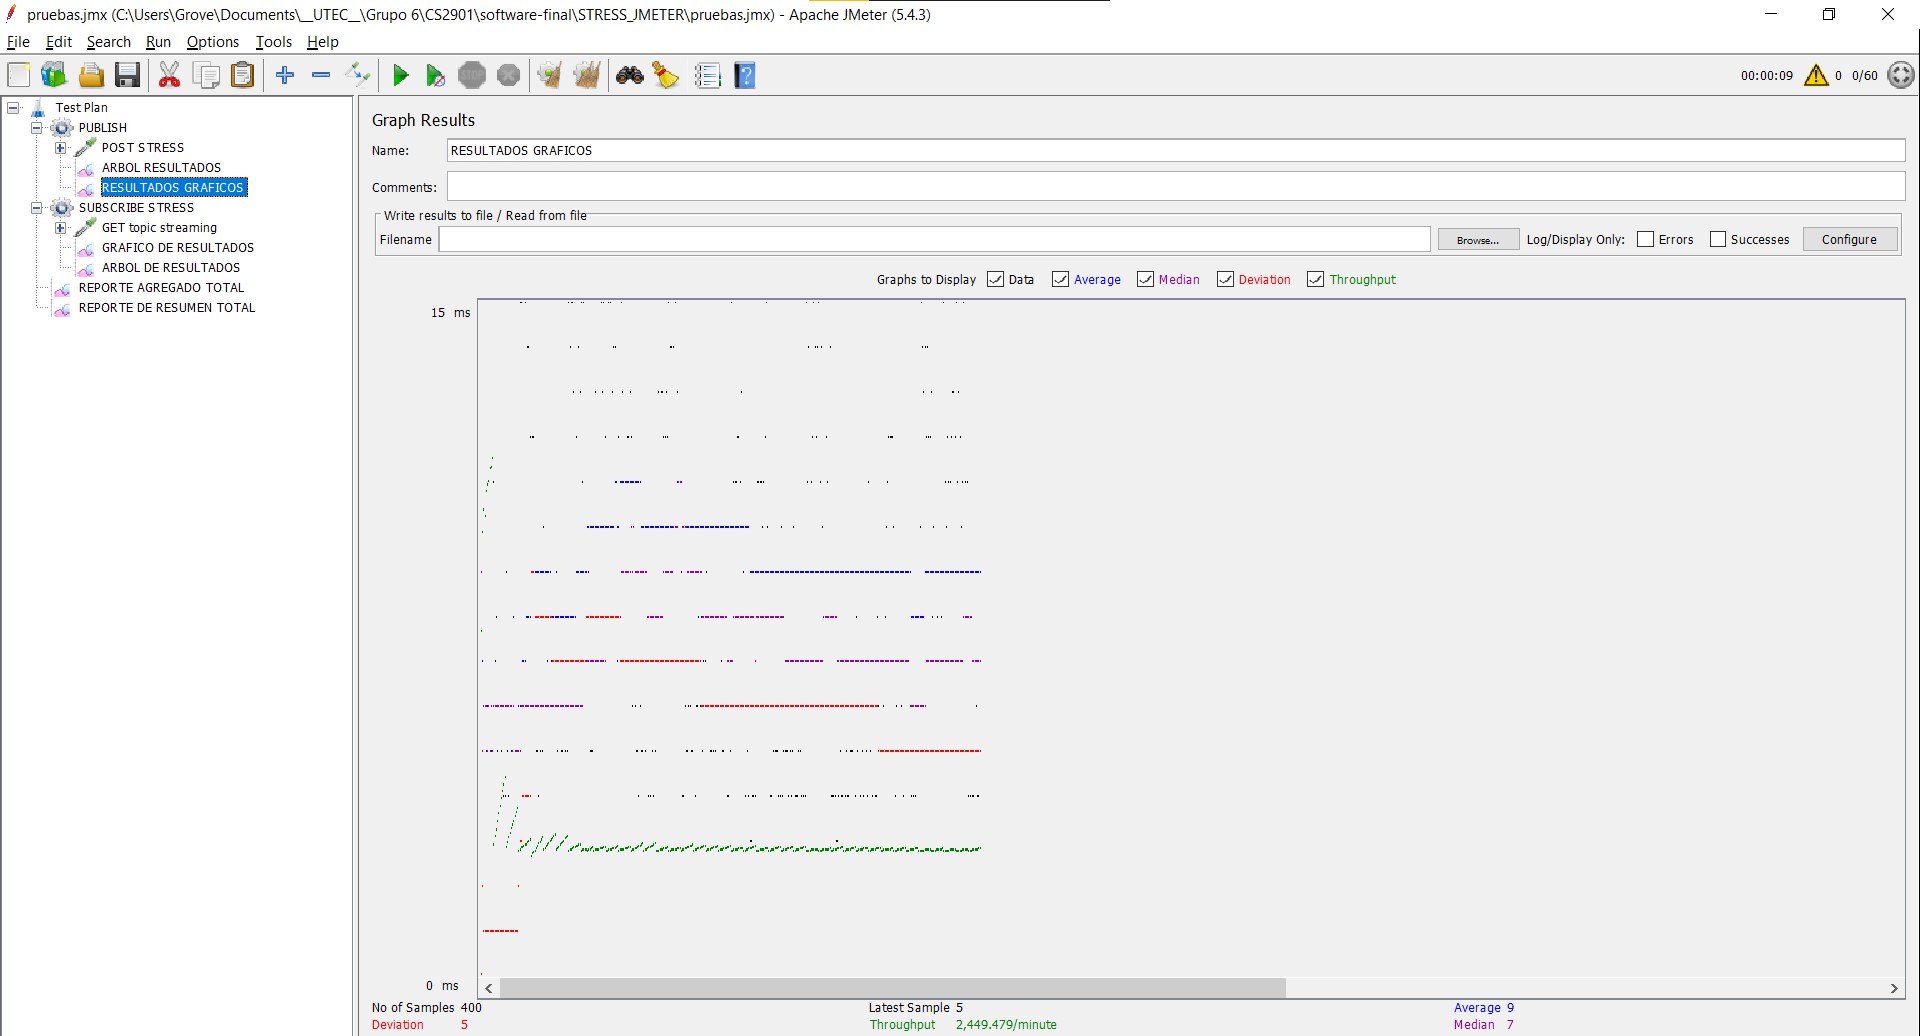 pruebas.jmx (C:\Users\Grove\Documents\__UTEC__\Grupo 6\CS2901\software-final\STRESS_JMETER\pruebas.jmx) - Apache JMeter (5.4.3)
File Edit Search Run Options Tools Help
STOP
00:00:09 0 0/60
Test Plan
PUBLISH
POST STRESS
ARBOL RESULTADOS
RESULTADOS GRAFICOS
SUBSCRIBE STRESS
GET topic streaming
GRAFICO DE RESULTADOS
ARBOL DE RESULTADOS
REPORTE AGREGADO TOTAL
REPORTE DE RESUMEN TOTAL
Graph Results
Name: RESULTADOS GRAFICOS
Comments:
Write results to file / Read from file
Filename Browse... Log/Display Only: Errors Successes Configure
Graphs to Display Data Average Median Deviation Throughput
15 ms
0 ms
No of Samples 400 Latest Sample 5 Average 9
Deviation 5 Throughput 2,449.479/minute Median 7